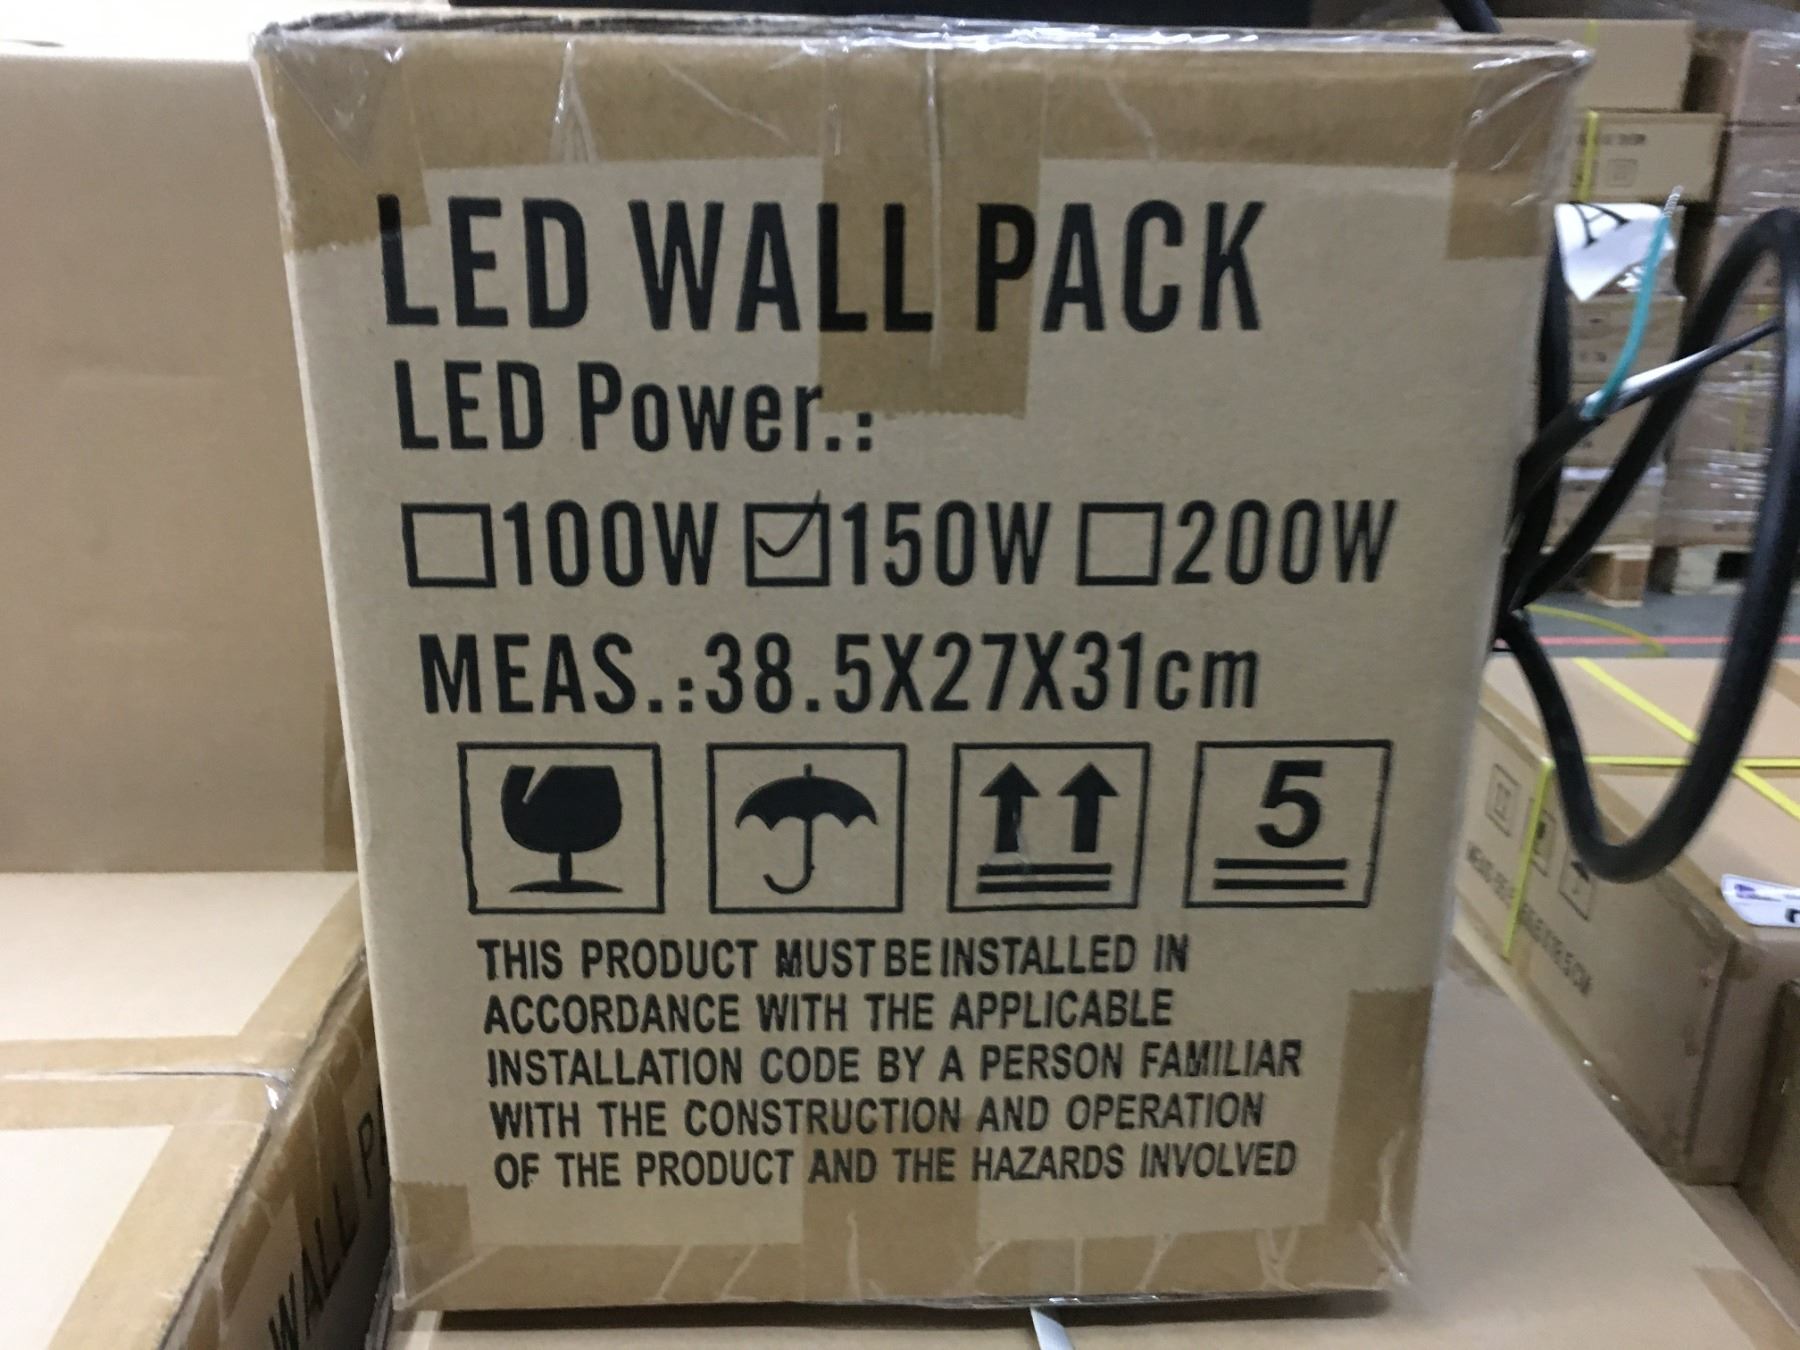 LED WALL PACK
LED Power.:
100W 150W 200W
MEAS.:38.5X27X31cm
5
THIS PRODUCT MUST BE INSTALLED IN
ACCORDANCE WITH THE APPLICABLE
INSTALLATION CODE BY A PERSON FAMILIAR
WITH THE CONSTRUCTION AND OPERATION
OF THE PRODUCT AND THE HAZARDS INVOLVED
WALL
A